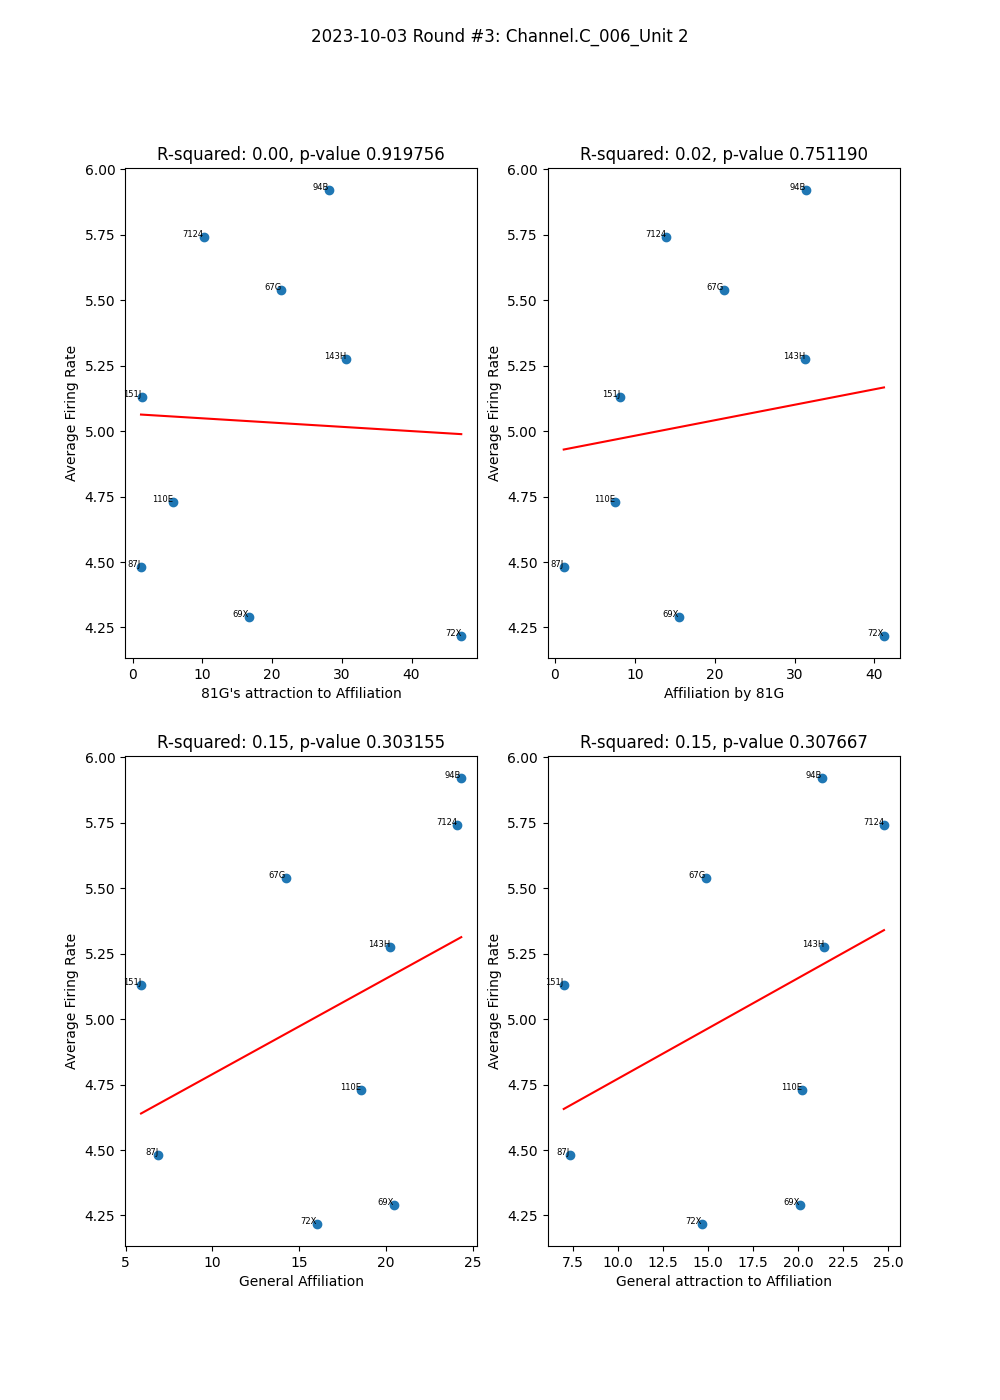 2023-10-03 Round #3: Channel.C_006_Unit 2
R-squared: 0.00, p-value 0.919756
6.00
5.75
5.50
5.25
5.00
4.75
4.50
4.25
Average Firing Rate
94B
7124
67G
143H
151J
110E
87J
69X
72X
0
10
20
30
40
81G's attraction to Affiliation
R-squared: 0.02, p-value 0.751190
6.00
5.75
5.50
5.25
5.00
4.75
4.50
4.25
Average Firing Rate
94B
7124
67G
143H
151J
110E
87J
69X
72X
0
10
20
30
40
Affiliation by 81G
R-squared: 0.15, p-value 0.303155
6.00
5.75
5.50
5.25
5.00
4.75
4.50
4.25
Average Firing Rate
94B
7124
67G
143H
151J
110E
87J
69X
72X
5
10
15
20
25
General Affiliation
R-squared: 0.15, p-value 0.307667
6.00
5.75
5.50
5.25
5.00
4.75
4.50
4.25
Average Firing Rate
94B
7124
67G
143H
151J
110E
87J
69X
72X
7.5
10.0
12.5
15.0
17.5
20.0
22.5
25.0
General attraction to Affiliation